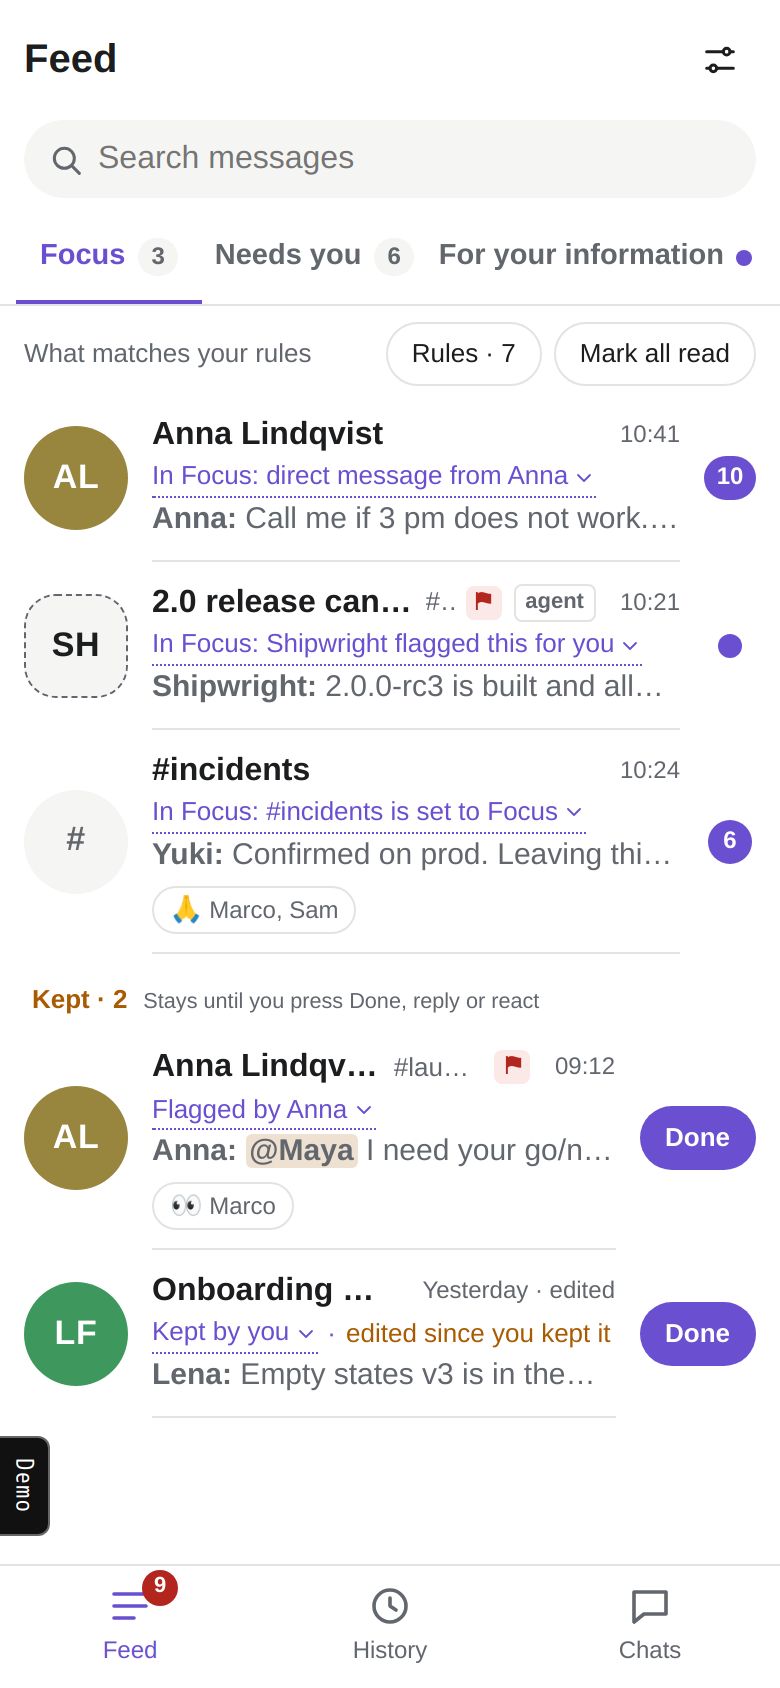 Feed
Search messages
Focus 3 Needs you 6 For your information
What matches your rules Rules · 7 Mark all read
AL Anna Lindqvist 10:41
In Focus: direct message from Anna
Anna: Call me if 3 pm does not work.… 10
SH 2.0 release can… #… agent 10:21
In Focus: Shipwright flagged this for you
Shipwright: 2.0.0-rc3 is built and all…
# #incidents 10:24
In Focus: #incidents is set to Focus
Yuki: Confirmed on prod. Leaving thi… 6
🙏 Marco, Sam
Kept · 2 Stays until you press Done, reply or react
AL Anna Lindqv… #lau… 09:12
Flagged by Anna
Anna: @Maya I need your go/n… Done
👀 Marco
LF Onboarding … Yesterday · edited
Kept by you · edited since you kept it
Lena: Empty states v3 is in the… Done
Demo
9
Feed History Chats